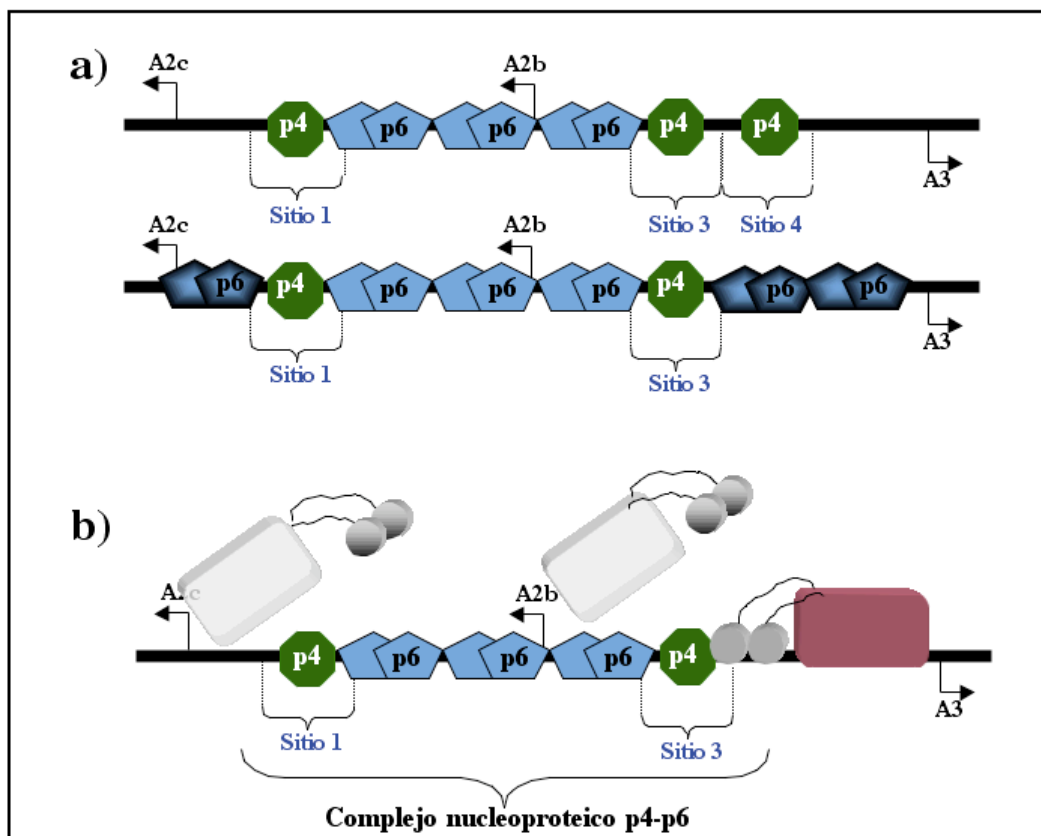 a)
A2c A2b
p4 p6 p6 p6 p4 p4
A3
Sitio 1 Sitio 3 Sitio 4
A2c A2b
p6 p4 p6 p6 p6 p4 p6 p6
A3
Sitio 1 Sitio 3
b)
A2c A2b
p4 p6 p6 p6 p4
A3
Sitio 1 Sitio 3
Complejo nucleoproteico p4-p6